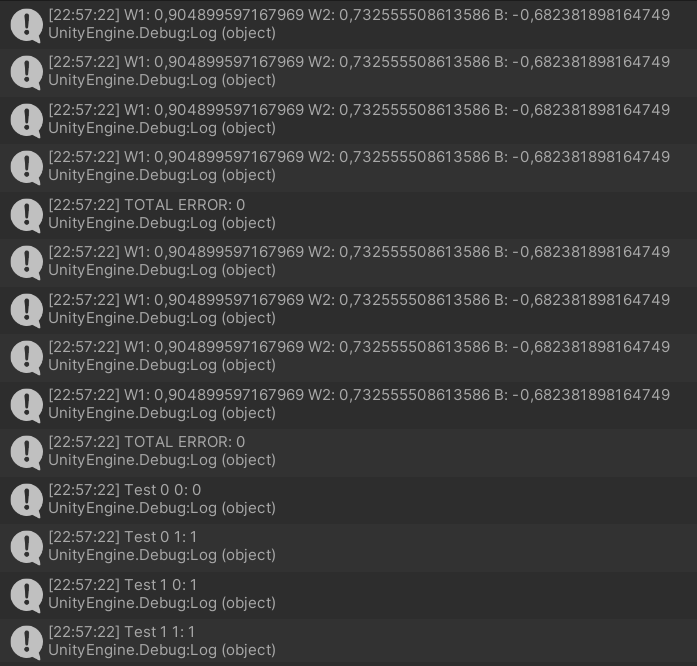 [22:57:22] W1: 0,904899597167969 W2: 0,732555508613586 B: -0,682381898164749
UnityEngine.Debug:Log (object)
[22:57:22] W1: 0,904899597167969 W2: 0,732555508613586 B: -0,682381898164749
UnityEngine.Debug:Log (object)
[22:57:22] W1: 0,904899597167969 W2: 0,732555508613586 B: -0,682381898164749
UnityEngine.Debug:Log (object)
[22:57:22] W1: 0,904899597167969 W2: 0,732555508613586 B: -0,682381898164749
UnityEngine.Debug:Log (object)
[22:57:22] TOTAL ERROR: 0
UnityEngine.Debug:Log (object)
[22:57:22] W1: 0,904899597167969 W2: 0,732555508613586 B: -0,682381898164749
UnityEngine.Debug:Log (object)
[22:57:22] W1: 0,904899597167969 W2: 0,732555508613586 B: -0,682381898164749
UnityEngine.Debug:Log (object)
[22:57:22] W1: 0,904899597167969 W2: 0,732555508613586 B: -0,682381898164749
UnityEngine.Debug:Log (object)
[22:57:22] W1: 0,904899597167969 W2: 0,732555508613586 B: -0,682381898164749
UnityEngine.Debug:Log (object)
[22:57:22] TOTAL ERROR: 0
UnityEngine.Debug:Log (object)
[22:57:22] Test 0 0: 0
UnityEngine.Debug:Log (object)
[22:57:22] Test 0 1: 1
UnityEngine.Debug:Log (object)
[22:57:22] Test 1 0: 1
UnityEngine.Debug:Log (object)
[22:57:22] Test 1 1: 1
UnityEngine.Debug:Log (object)